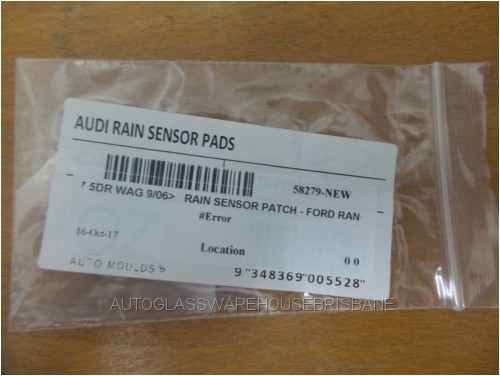 AUDI RAIN SENSOR PADS
58279-NEW
5DR WAG 9/06> RAIN SENSOR PATCH - FORD RAN
#Error
16-Oct-17
Location
0 0
AUTO MOULDS
9 "348369 "005528"
AUTOGLASSWAREHOUSEBRISBANE